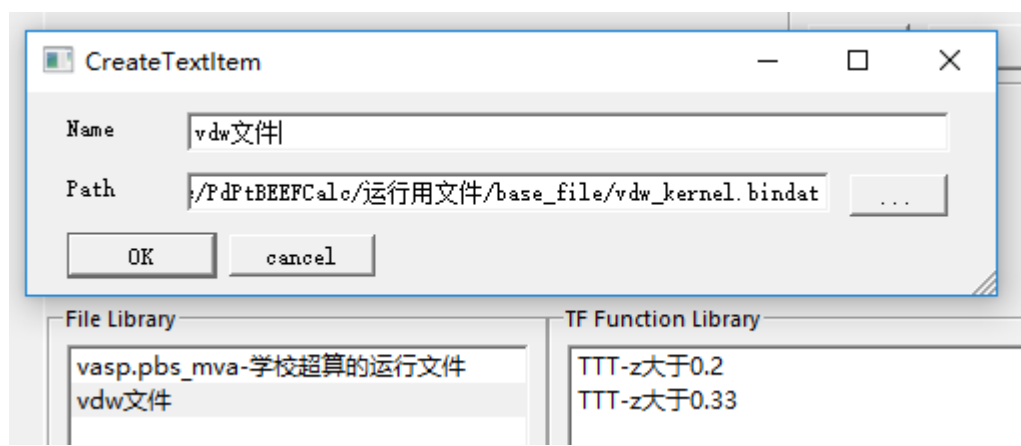 CreateTextItem
Name
vdw文件
Path
/PdPtBEEFCalc/运行用文件/base_file/vdw_kernel.bindat
...
OK
cancel
File Library
TF Function Library
vasp.pbs_mva-学校超算的运行文件
TTT-z大于0.2
vdw文件
TTT-z大于0.33